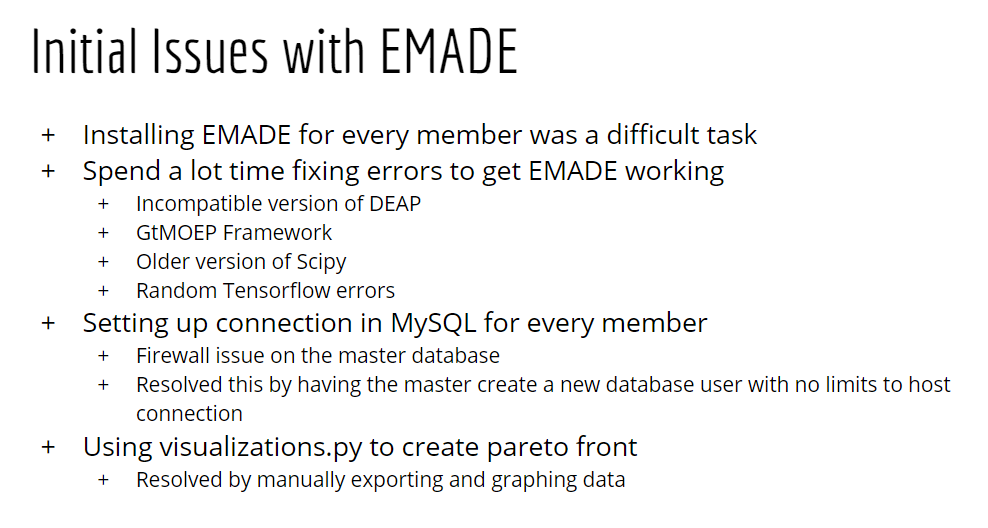 Initial Issues with EMADE
+ Installing EMADE for every member was a difficult task
+ Spend a lot time fixing errors to get EMADE working
+ Incompatible version of DEAP
+ GtMOEP Framework
+ Older version of Scipy
+ Random Tensorflow errors
+ Setting up connection in MySQL for every member
+ Firewall issue on the master database
+ Resolved this by having the master create a new database user with no limits to host
connection
+ Using visualizations.py to create pareto front
+ Resolved by manually exporting and graphing data